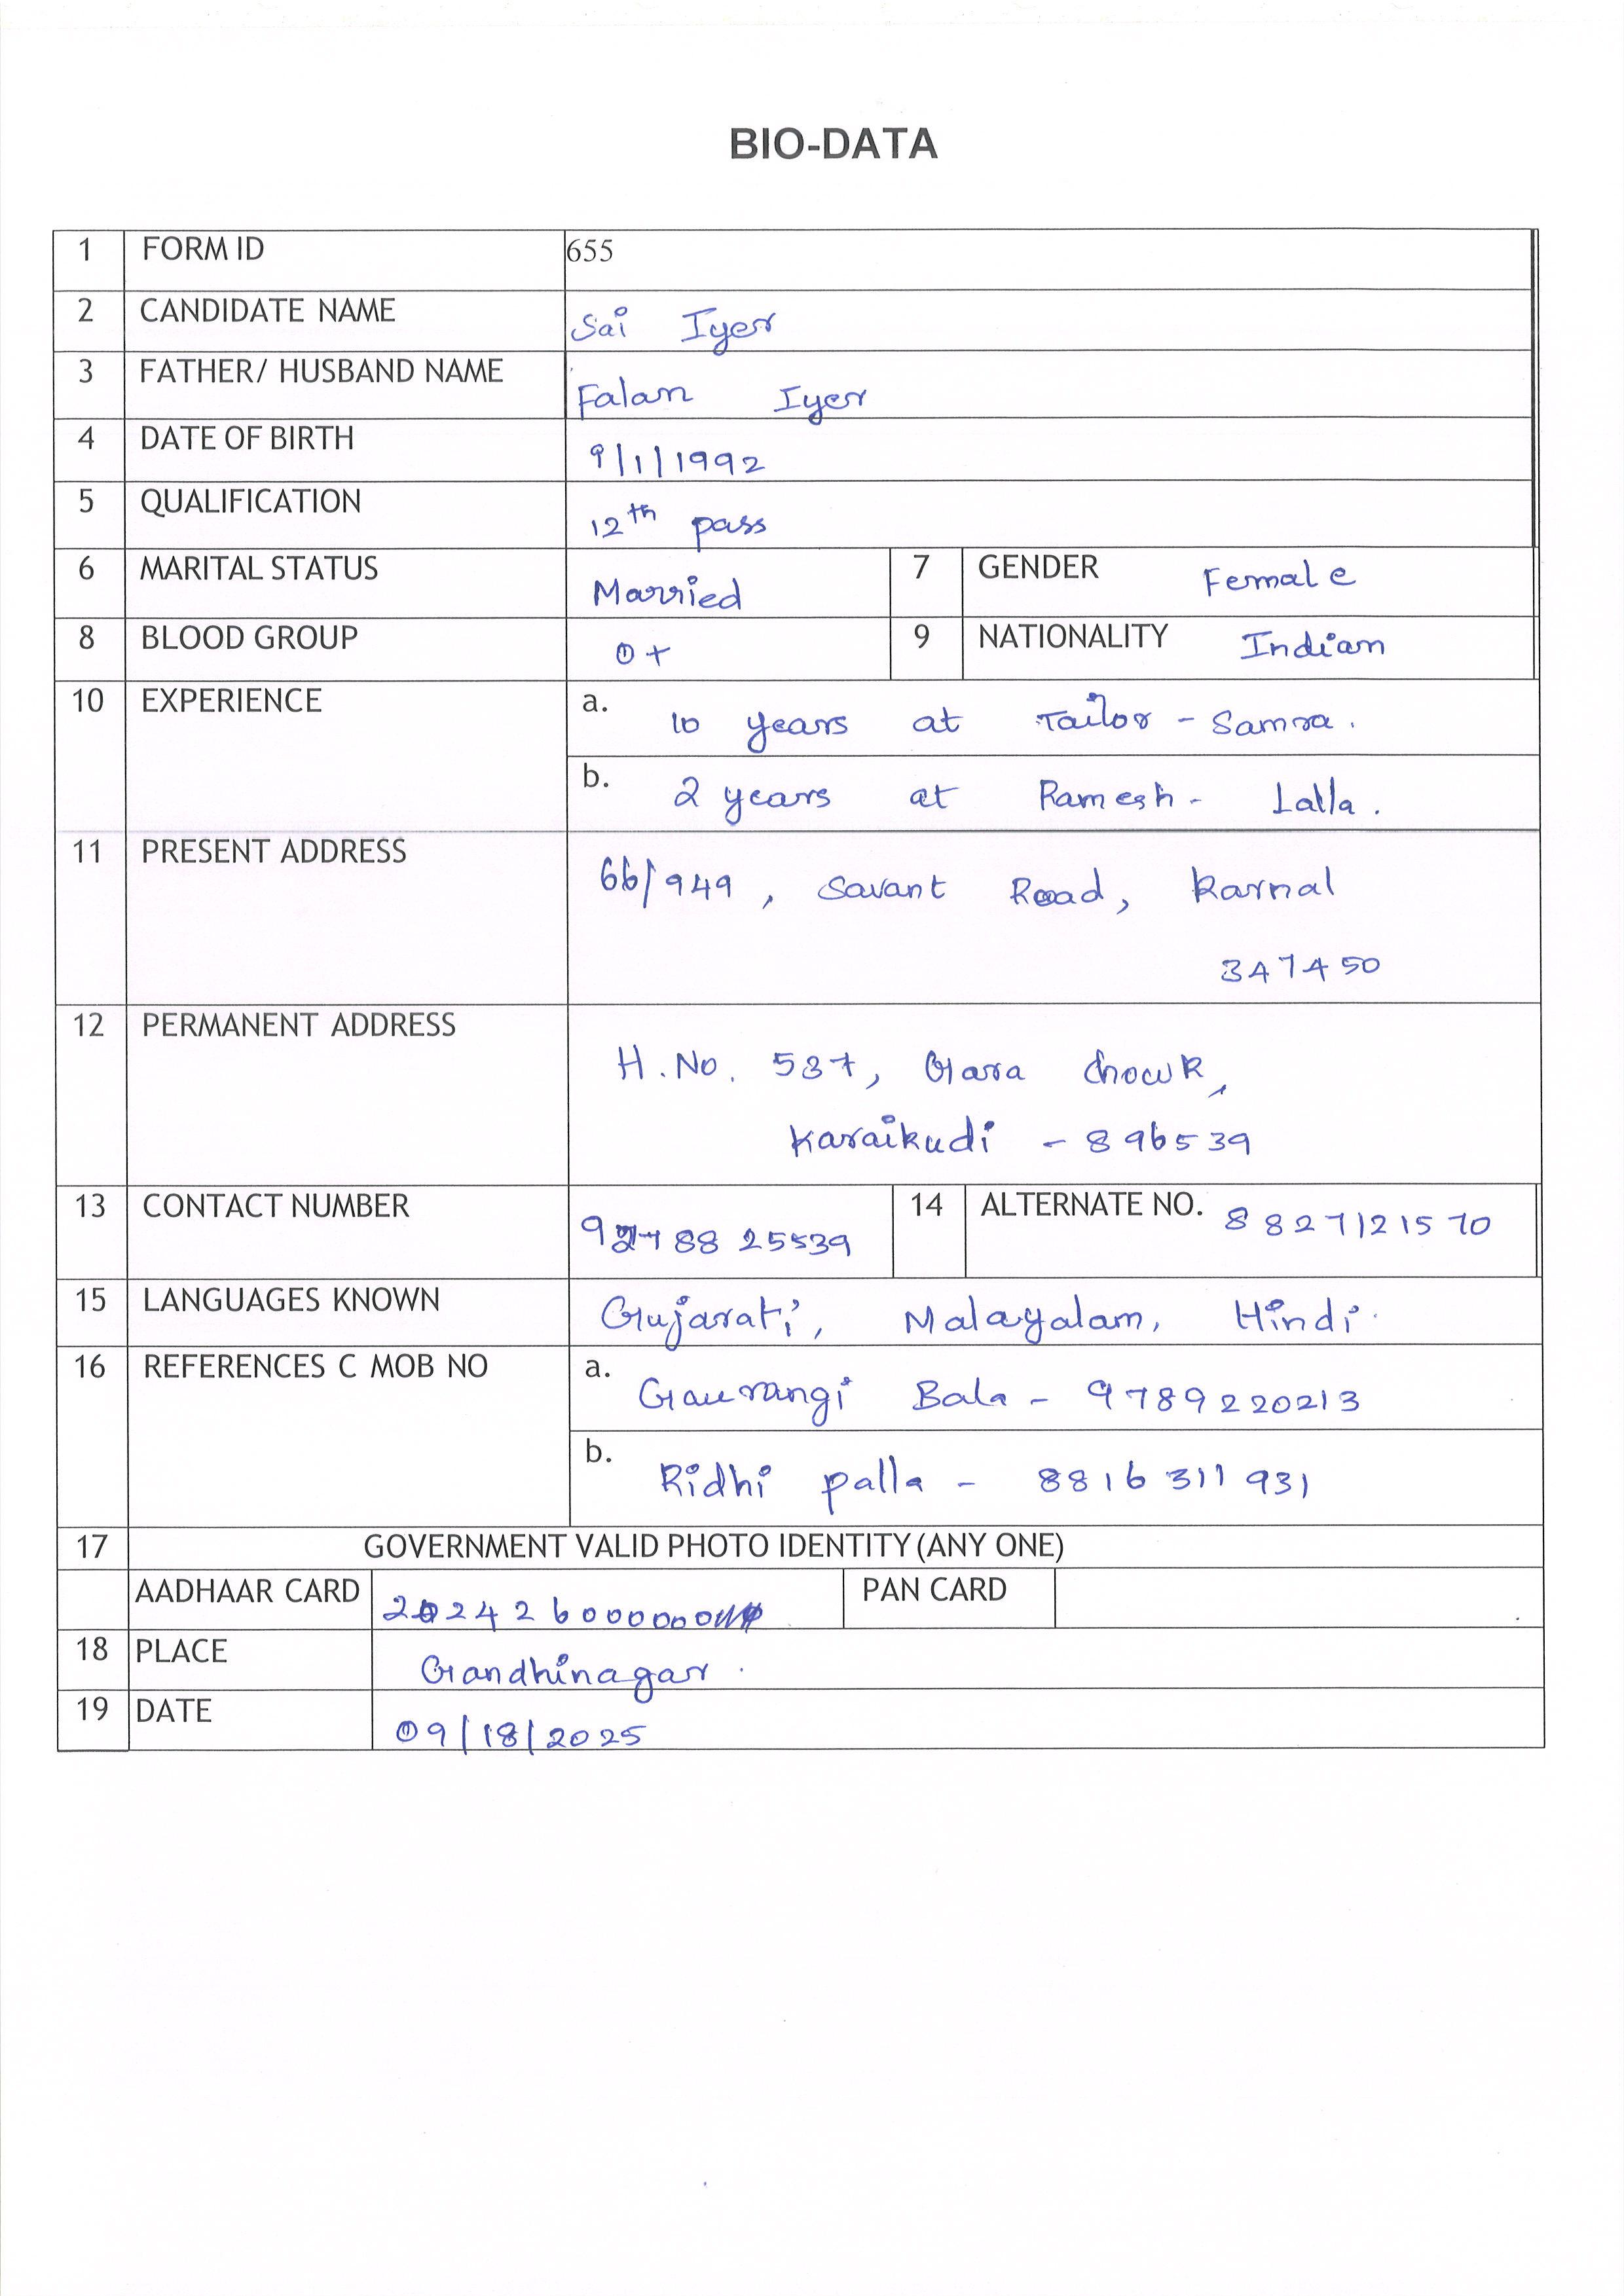 BIO-DATA
1 FORM ID 655
2 CANDIDATE NAME Sai Iyer
3 FATHER/ HUSBAND NAME Falan Iyer
4 DATE OF BIRTH 9/1/1992
5 QUALIFICATION 12th pass
6 MARITAL STATUS Married 7 GENDER Female
8 BLOOD GROUP O+ 9 NATIONALITY Indian
10 EXPERIENCE a. 10 years at Tailor - Samra.
b. 2 years at Ramesh - Lalla.
11 PRESENT ADDRESS 66/949, Savant Road, Karnal
347450
12 PERMANENT ADDRESS
H.No. 537, Gara Chowk,
Karaikudi - 896539
13 CONTACT NUMBER 88 25539 14 ALTERNATE NO. 8827121570
15 LANGUAGES KNOWN Gujarati, Malayalam, Hindi.
16 REFERENCES C MOB NO a. Gaurangi Bala - 9789220213
b. Ridhi palla - 8816311931
17 GOVERNMENT VALID PHOTO IDENTITY (ANY ONE)
AADHAAR CARD PAN CARD
18 PLACE Gandhinagar.
19 DATE 09/18/2025